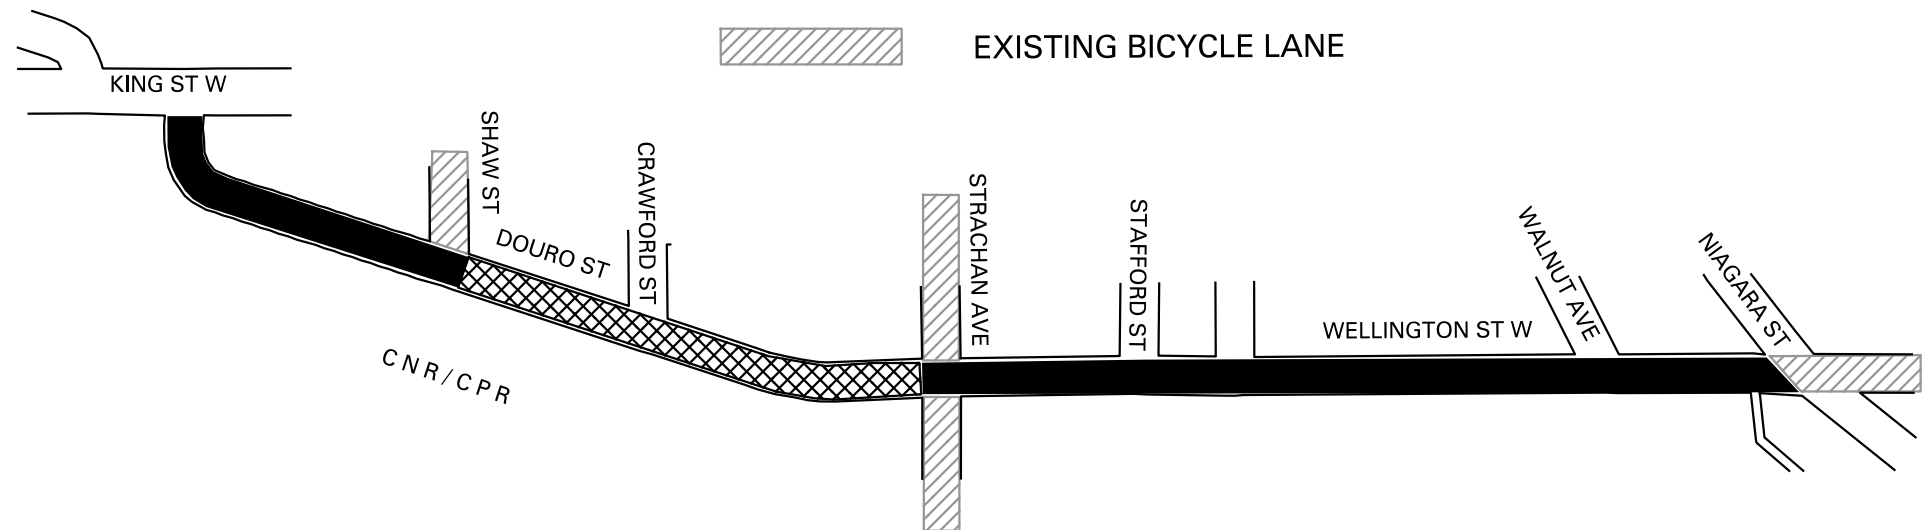 EXISTING BICYCLE LANE
KING ST W
SHAW ST
DOURO ST
CRAWFORD ST
STRACHAN AVE
STAFFORD ST
WELLINGTON ST W
WALNUT AVE
NIAGARA ST
CNR/CPR